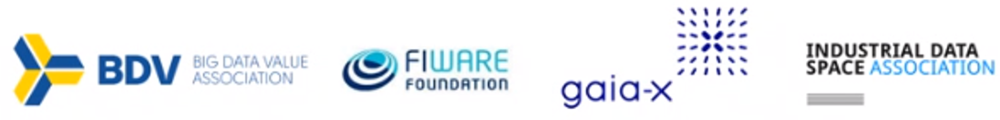 BDV BIG DATA VALUE
ASSOCIATION
FIWARE
FOUNDATION
gaia-x
INDUSTRIAL DATA
SPACE ASSOCIATION